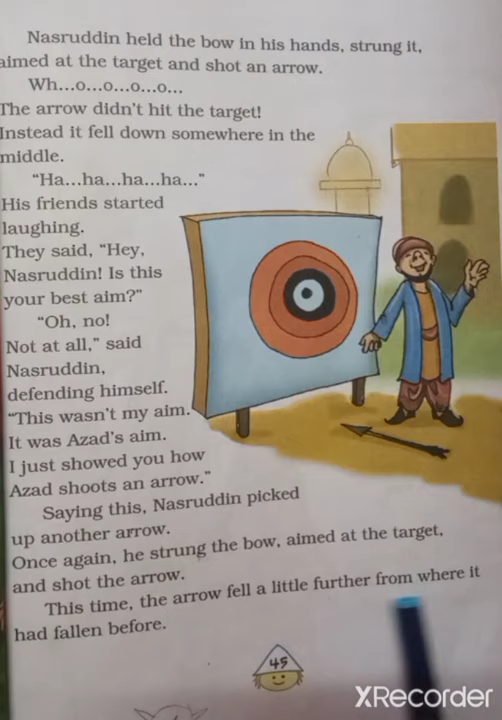 Nasruddin held the bow in his hands, strung it,
aimed at the target and shot an arrow.
Wh...o...o...o...o...
The arrow didn't hit the target!
Instead it fell down somewhere in the
middle.
“Ha...ha...ha...ha...”
His friends started
laughing.
They said, “Hey,
Nasruddin! Is this
your best aim?”
“Oh, no!
Not at all,” said
Nasruddin,
defending himself.
“This wasn't my aim.
It was Azad's aim.
I just showed you how
Azad shoots an arrow.”
Saying this, Nasruddin picked
up another arrow.
Once again, he strung the bow, aimed at the target,
and shot the arrow.
This time, the arrow fell a little further from where it
had fallen before.
45
XRecorder